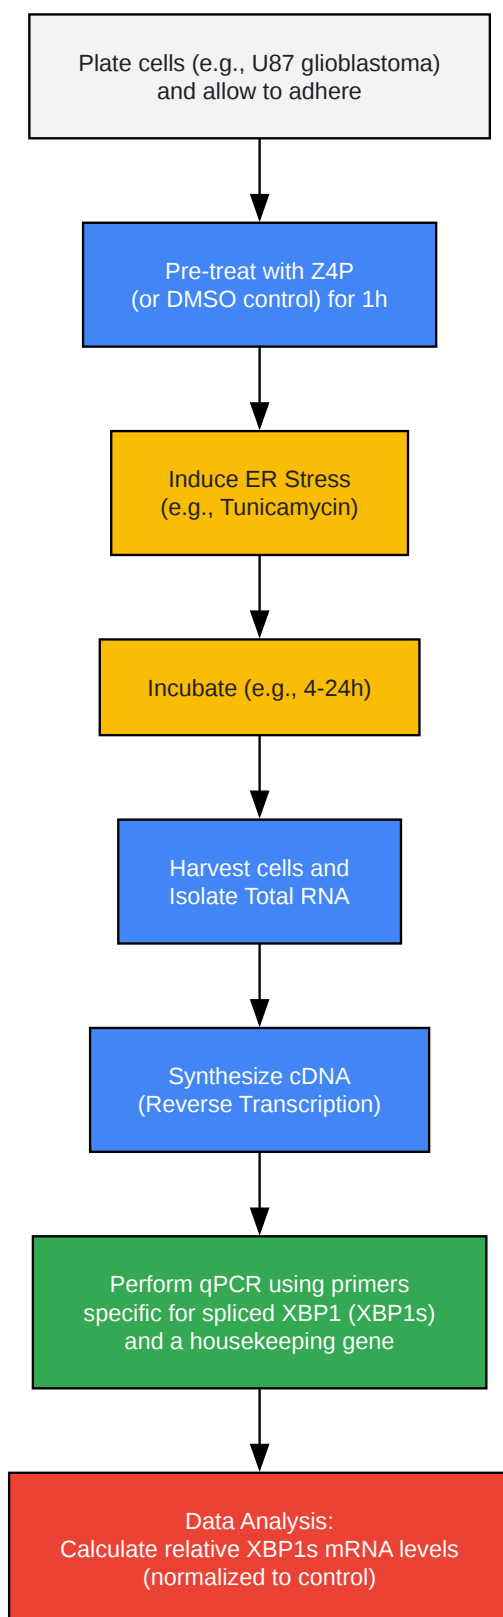 Plate cells (e.g., U87 glioblastoma)
and allow to adhere
Pre-treat with Z4P
(or DMSO control) for 1h
Induce ER Stress
(e.g., Tunicamycin)
Incubate (e.g., 4-24h)
Harvest cells and
Isolate Total RNA
Synthesize cDNA
(Reverse Transcription)
Perform qPCR using primers
specific for spliced XBP1 (XBP1s)
and a housekeeping gene
Data Analysis:
Calculate relative XBP1s mRNA levels
(normalized to control)